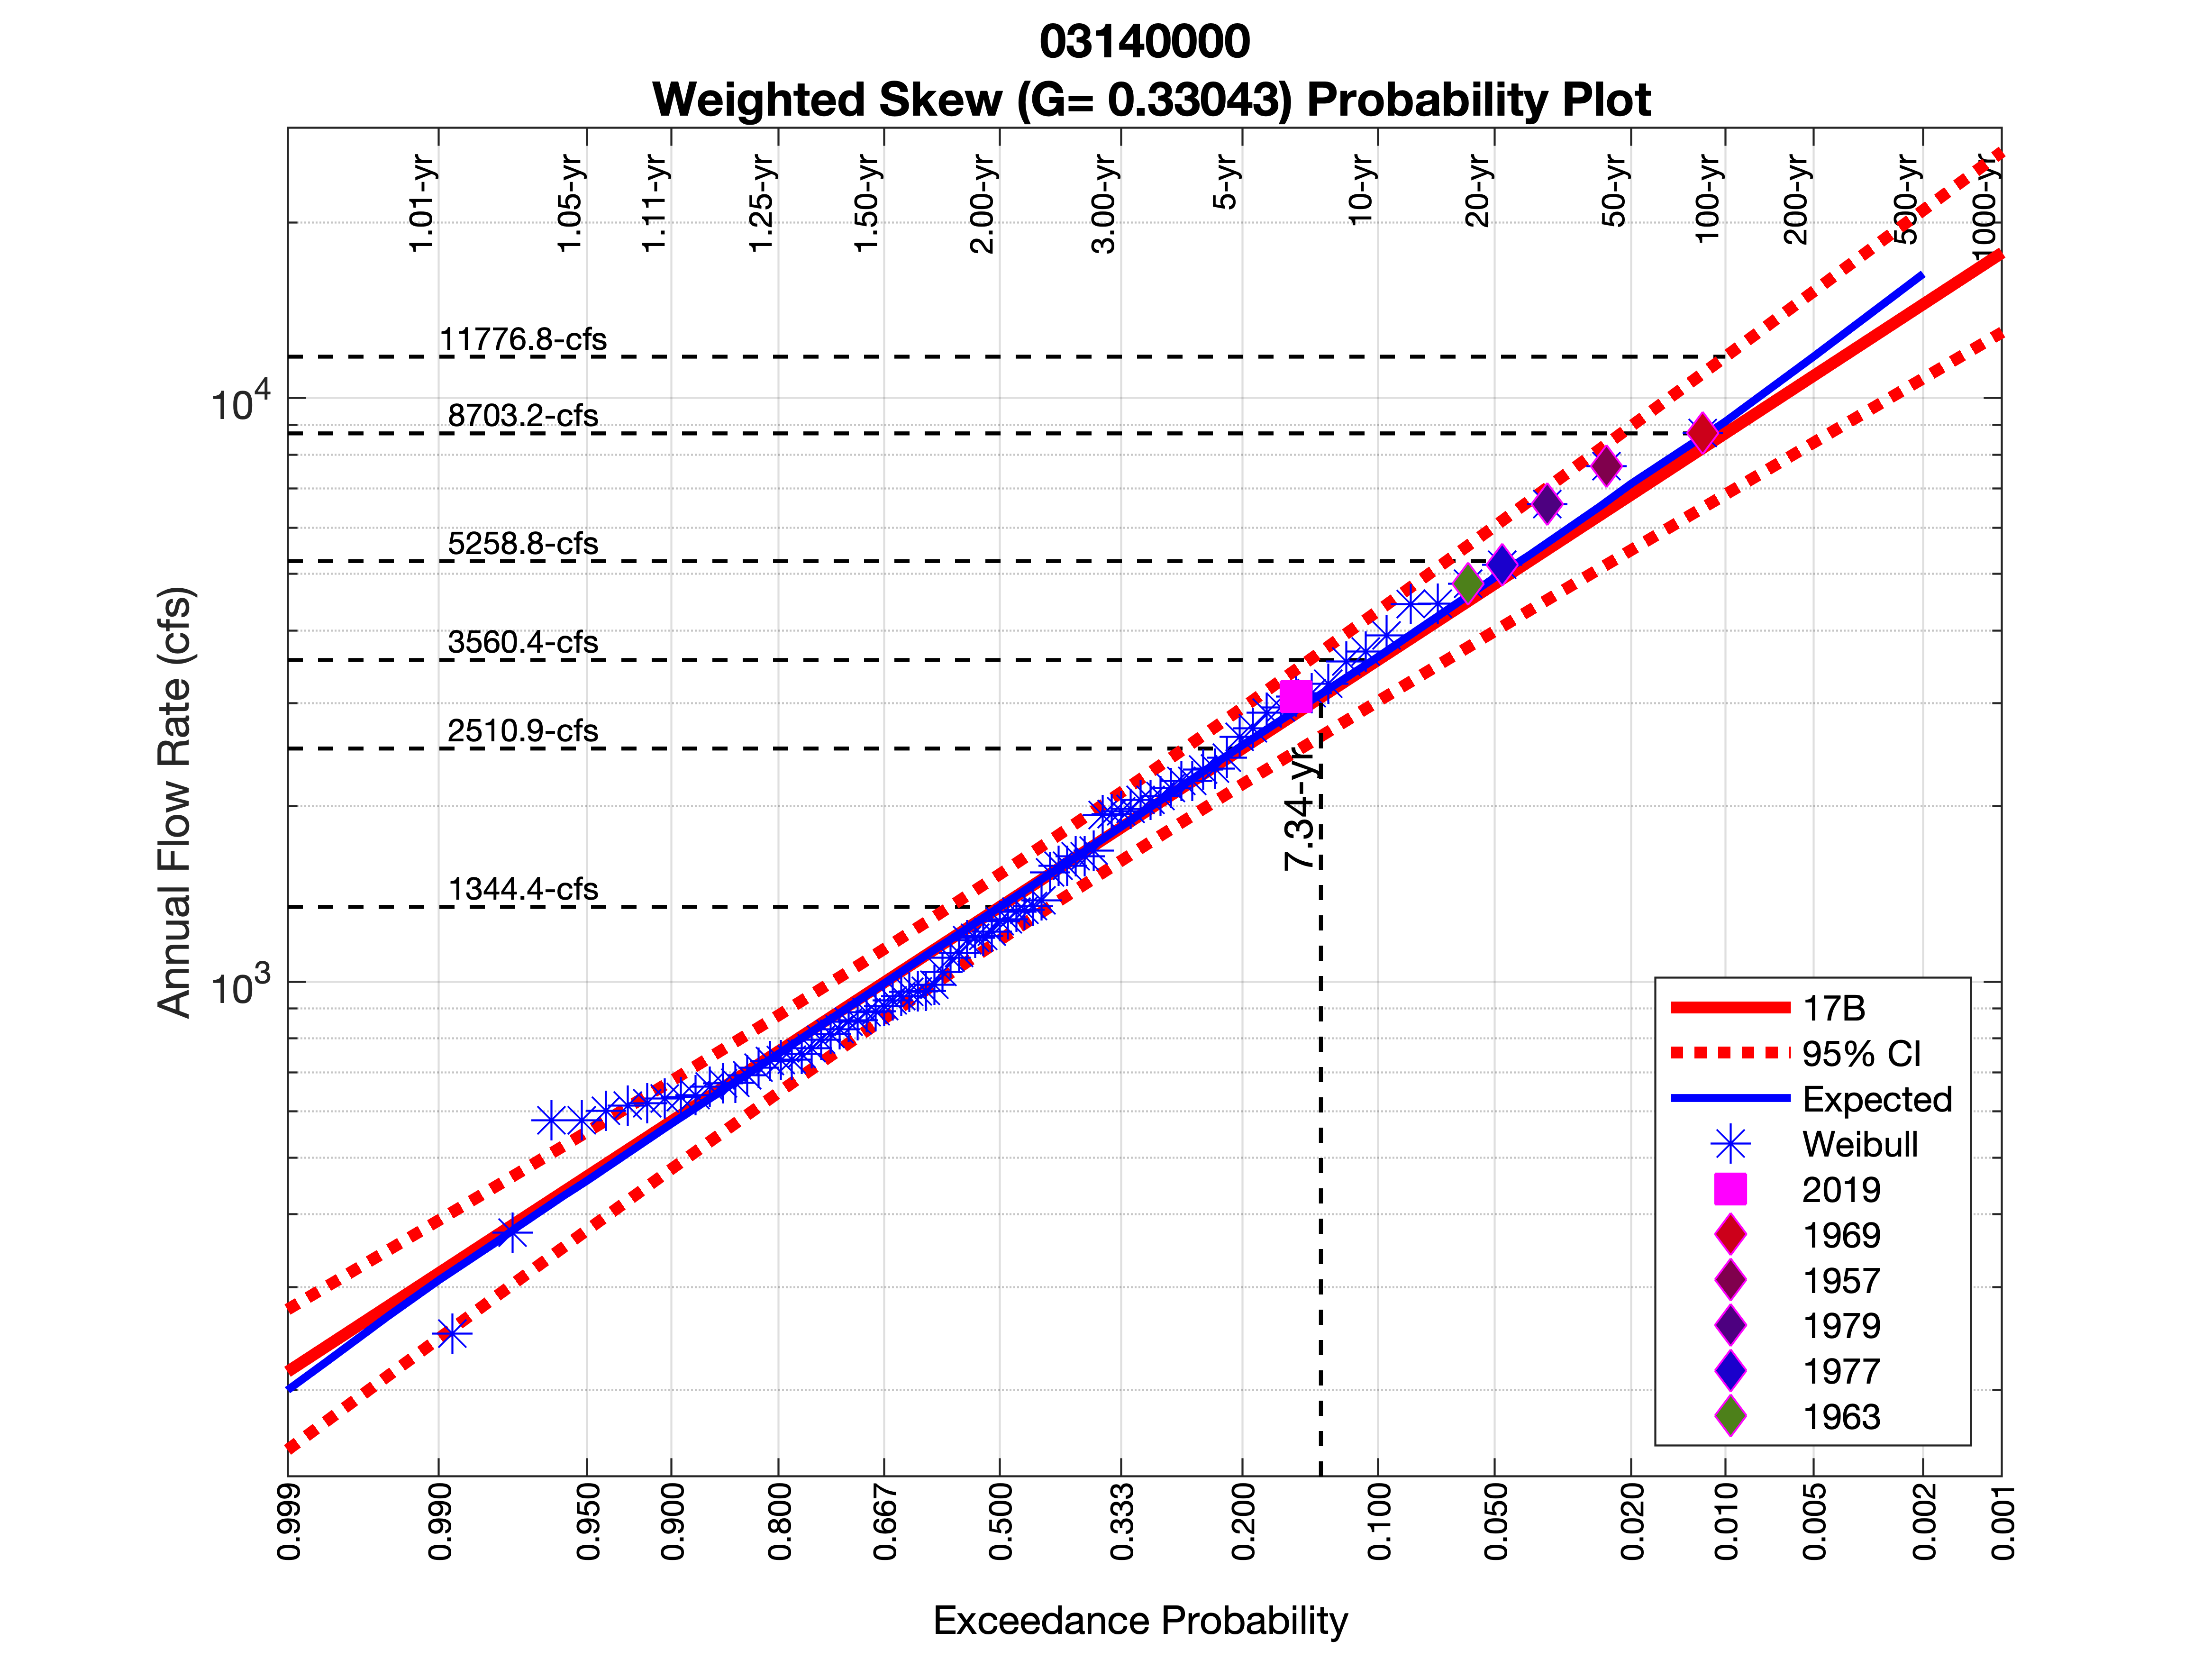 03140000
Weighted Skew (G= 0.33043) Probability Plot
1.01-yr
1.05-yr
1.11-yr
1.25-yr
1.50-yr
2.00-yr
3.00-yr
5-yr
10-yr
20-yr
50-yr
100-yr
200-yr
500-yr
1000-yr
11776.8-cfs
8703.2-cfs
5258.8-cfs
3560.4-cfs
2510.9-cfs
1344.4-cfs
7.34-yr
10^4
10^3
Annual Flow Rate (cfs)
17B
95% CI
Expected
Weibull
2019
1969
1957
1979
1977
1963
0.999
0.990
0.950
0.900
0.800
0.667
0.500
0.333
0.200
0.100
0.050
0.020
0.010
0.005
0.002
0.001
Exceedance Probability